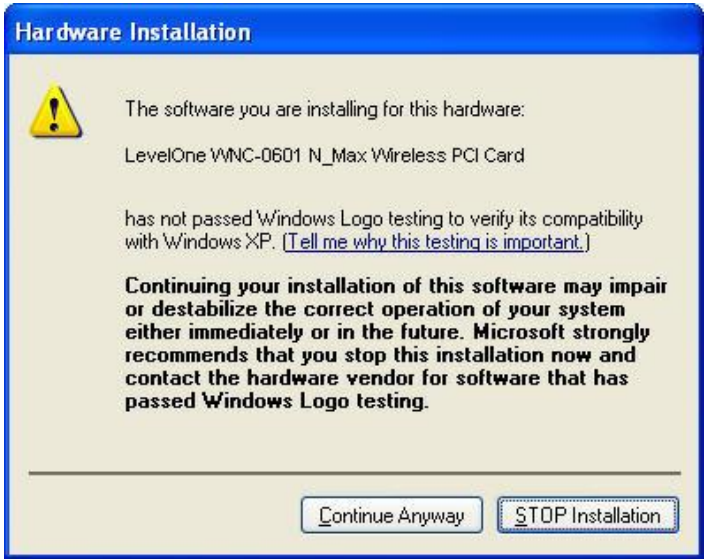 Hardware Installation
The software you are installing for this hardware:
LevelOne WNC-0601 N_Max Wireless PCI Card
has not passed Windows Logo testing to verify its compatibility
with Windows XP. (Tell me why this testing is important.)
Continuing your installation of this software may impair
or destabilize the correct operation of your system
either immediately or in the future. Microsoft strongly
recommends that you stop this installation now and
contact the hardware vendor for software that has
passed Windows Logo testing.
Continue Anyway
STOP Installation